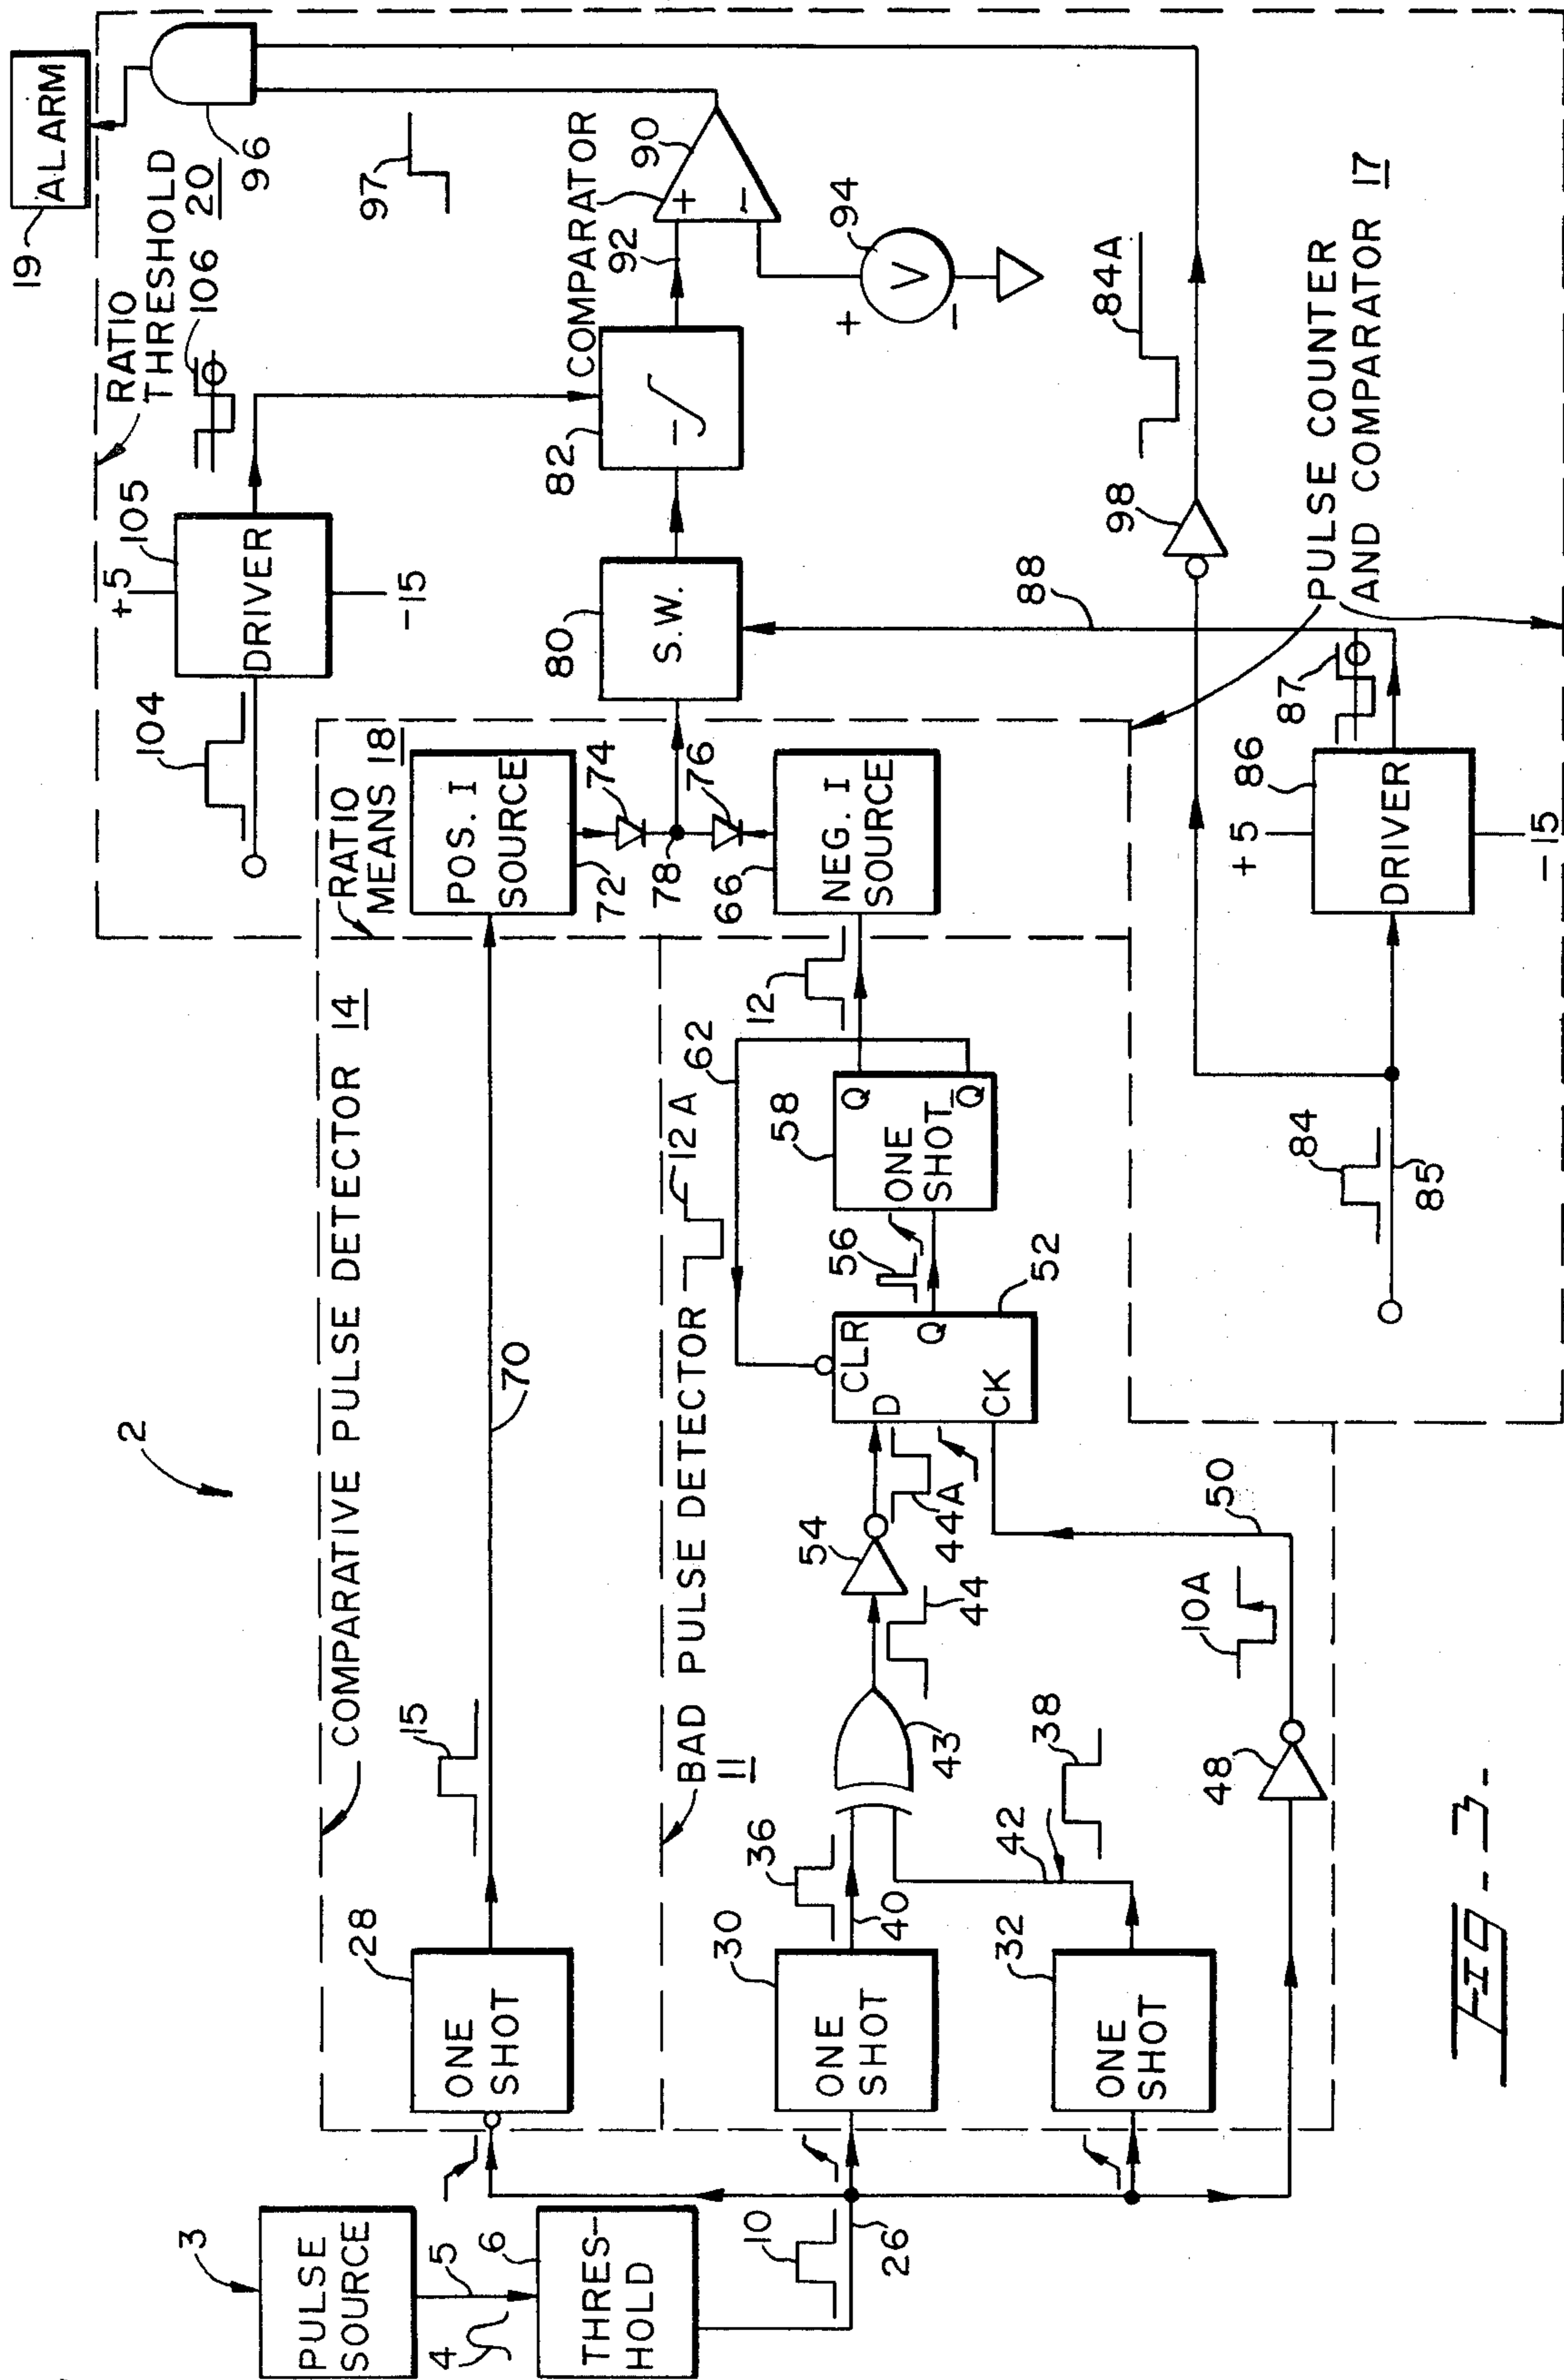 2
3
PULSE
SOURCE
4
5
6
THRES-
HOLD
10
26
COMPARATIVE PULSE DETECTOR 14
28
ONE
SHOT
15
70
BAD PULSE DETECTOR
11
30
ONE
SHOT
36
40
32
ONE
SHOT
42
38
43
44
54
44A
48
10A
50
D
CLR
Q
CK
52
56
58
ONE
SHOT
Q
Q̅
12A
62
12
RATIO
MEANS 18
POS. I
SOURCE
72
74
78
76
66
NEG. I
SOURCE
RATIO
THRESHOLD
20
104
+5
105
DRIVER
-15
106
80
S.W.
82
-∫
COMPARATOR
92
+
-
90
+
V
-
94
97
96
19
ALARM
84
85
+5
86
DRIVER
-15
87
88
98
84A
PULSE COUNTER
AND COMPARATOR 17
FIG-3.